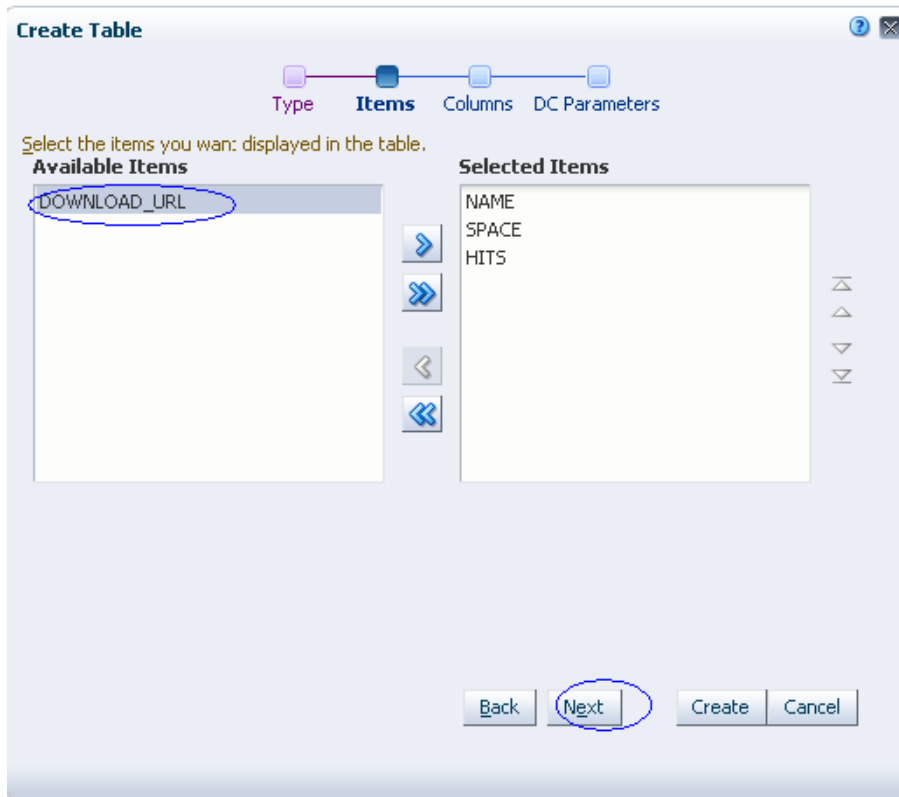 Create Table
Type Items Columns DC Parameters
Select the items you wan: displayed in the table.
Available Items
DOWNLOAD_URL
Selected Items
NAME
SPACE
HITS
Back Next Create Cancel